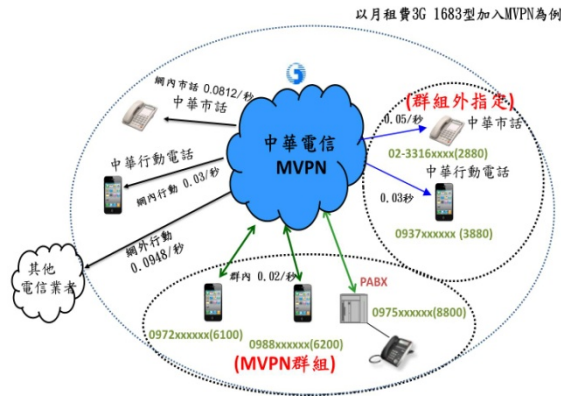 以月租費3G 1683型加入MVPN為例
網內市話 0.0812/秒
中華市話
(群組外指定)
0.05/秒
中華市話
02-3316xxxx(2880)
中華電信
MVPN
中華行動電話
網內行動 0.03/秒
中華行動電話
0.03秒
0937xxxxxx (3880)
網外行動
0.0948/秒
其他
電信業者
群內 0.02/秒
PABX
0972xxxxxx(6100)
0988xxxxxx(6200)
0975xxxxxx(8800)
(MVPN群組)